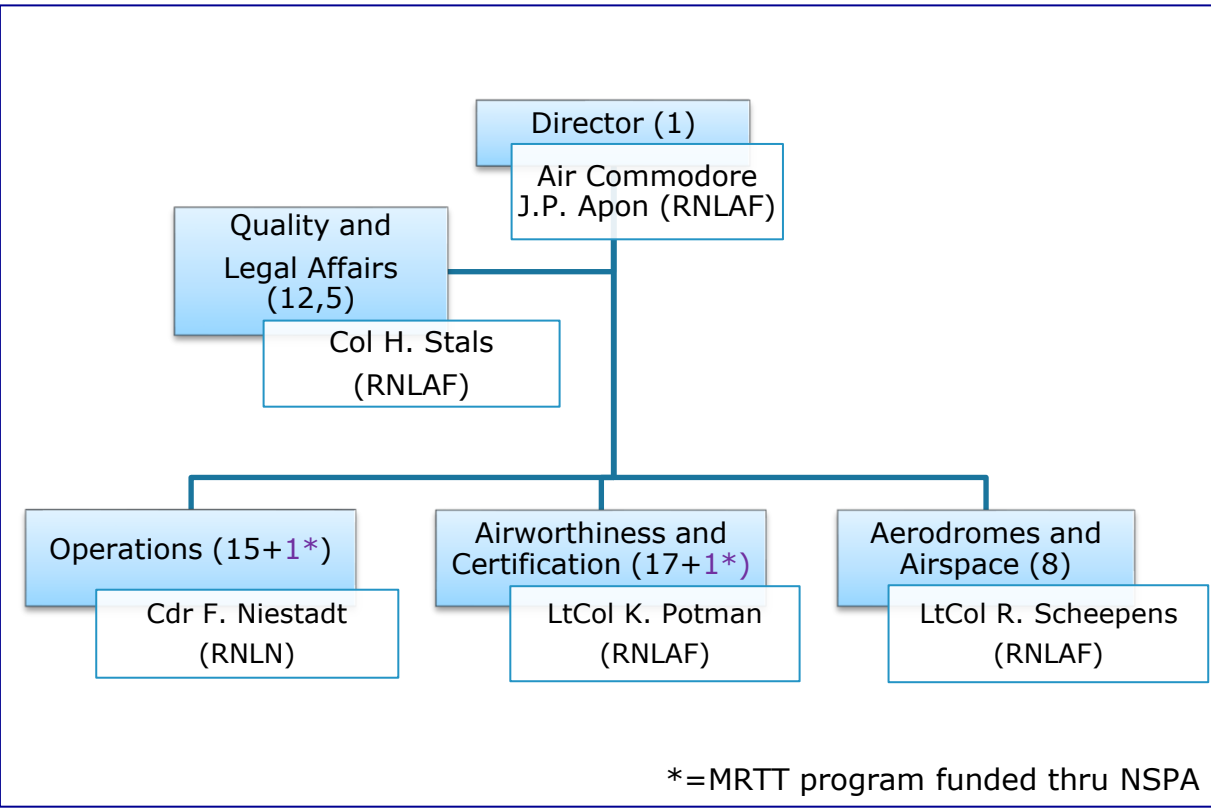 Director (1)
Air Commodore
J.P. Apon (RNLAF)
Quality and
Legal Affairs
(12,5)
Col H. Stals
(RNLAF)
Operations (15+1*)
Cdr F. Niestadt
(RNLN)
Airworthiness and
Certification (17+1*)
LtCol K. Potman
(RNLAF)
Aerodromes and
Airspace (8)
LtCol R. Scheepens
(RNLAF)
*=MRTT program funded thru NSPA